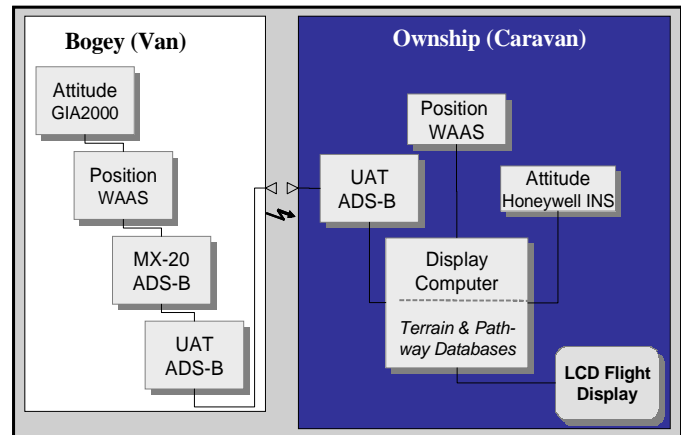 Bogey (Van)
Attitude
GIA2000
Position
WAAS
MX-20
ADS-B
UAT
ADS-B
Ownship (Caravan)
Position
WAAS
UAT
ADS-B
Attitude
Honeywell INS
Display
Computer
Terrain & Path-
way Databases
LCD Flight
Display